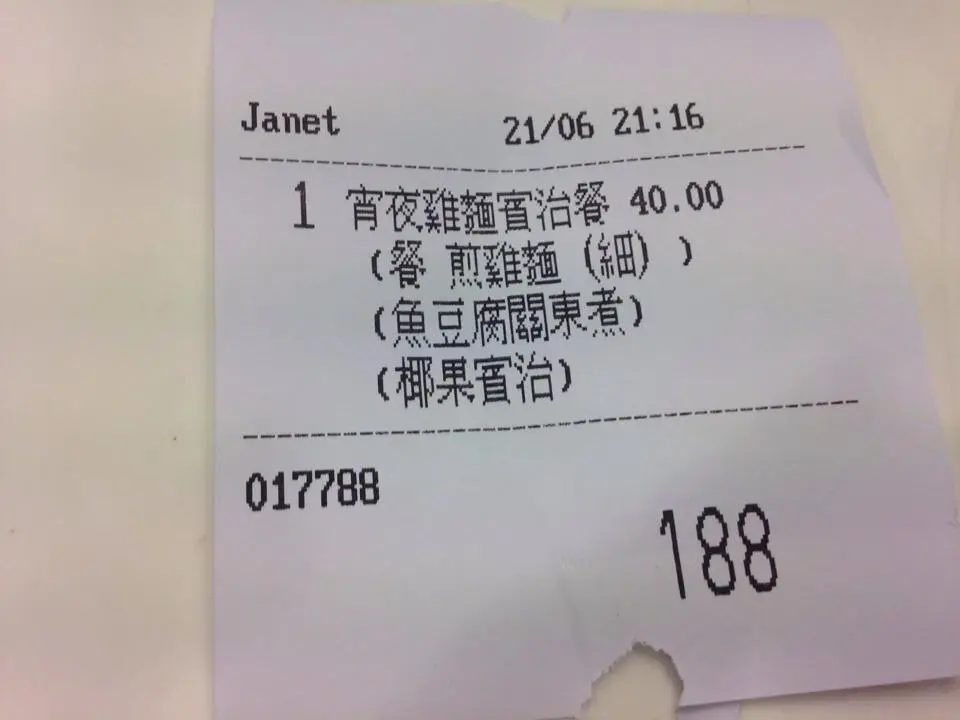 Janet 21/06 21:16
1 宵夜雞麵賓治餐 40.00
(餐 煎雞麵 (細) )
(魚豆腐關東煮)
(椰果賓治)
017788
188